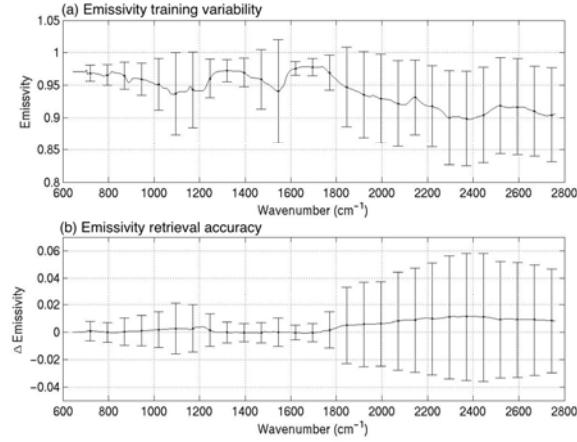 (a) Emissivity training variability
1.05
1
0.95
0.9
0.85
0.8
Emissvity
600 800 1000 1200 1400 1600 1800 2000 2200 2400 2600 2800
Wavenumber (cm⁻¹)
(b) Emissivity retrieval accuracy
0.06
0.04
0.02
0
−0.02
−0.04
Δ Emissivity
600 800 1000 1200 1400 1600 1800 2000 2200 2400 2600 2800
Wavenumber (cm⁻¹)